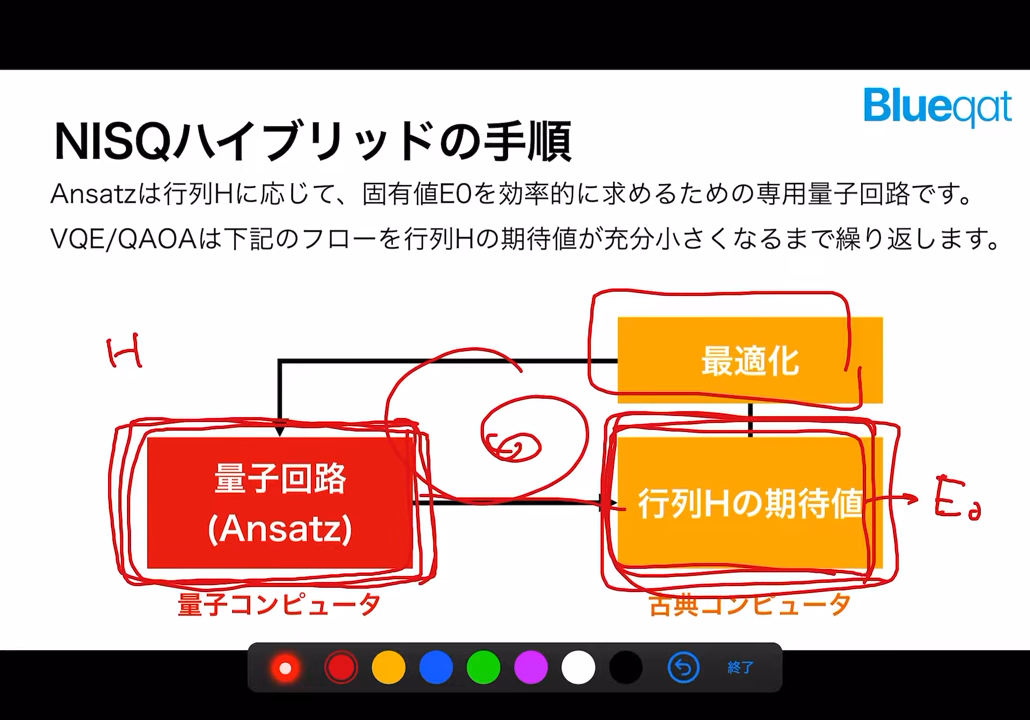 Blueqat
NISQハイブリッドの手順
Ansatzは行列Hに応じて、固有値E0を効率的に求めるための専用量子回路です。
VQE/QAOAは下記のフローを行列Hの期待値が充分小さくなるまで繰り返します。
H
最適化
量子回路
(Ansatz)
行列Hの期待値
E0
量子コンピュータ
古典コンピュータ
終了